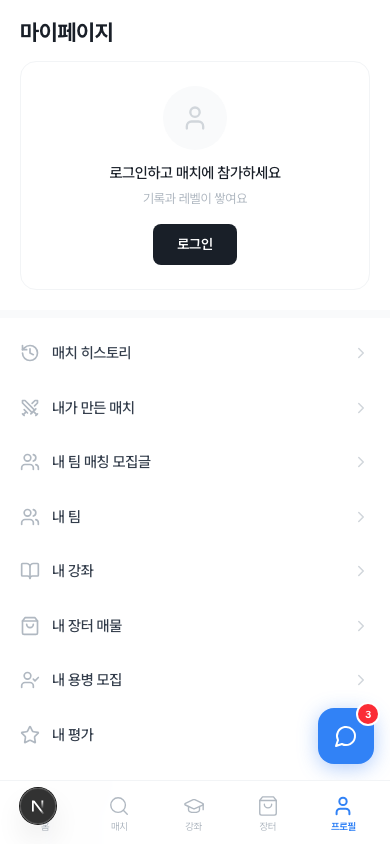 마이페이지
로그인하고 매치에 참가하세요
기록과 레벨이 쌓여요
로그인
매치 히스토리
내가 만든 매치
내 팀 매칭 모집글
내 팀
내 강좌
내 장터 매물
내 용병 모집
3
내 평가
N
홈
매치
강좌
장터
프로필